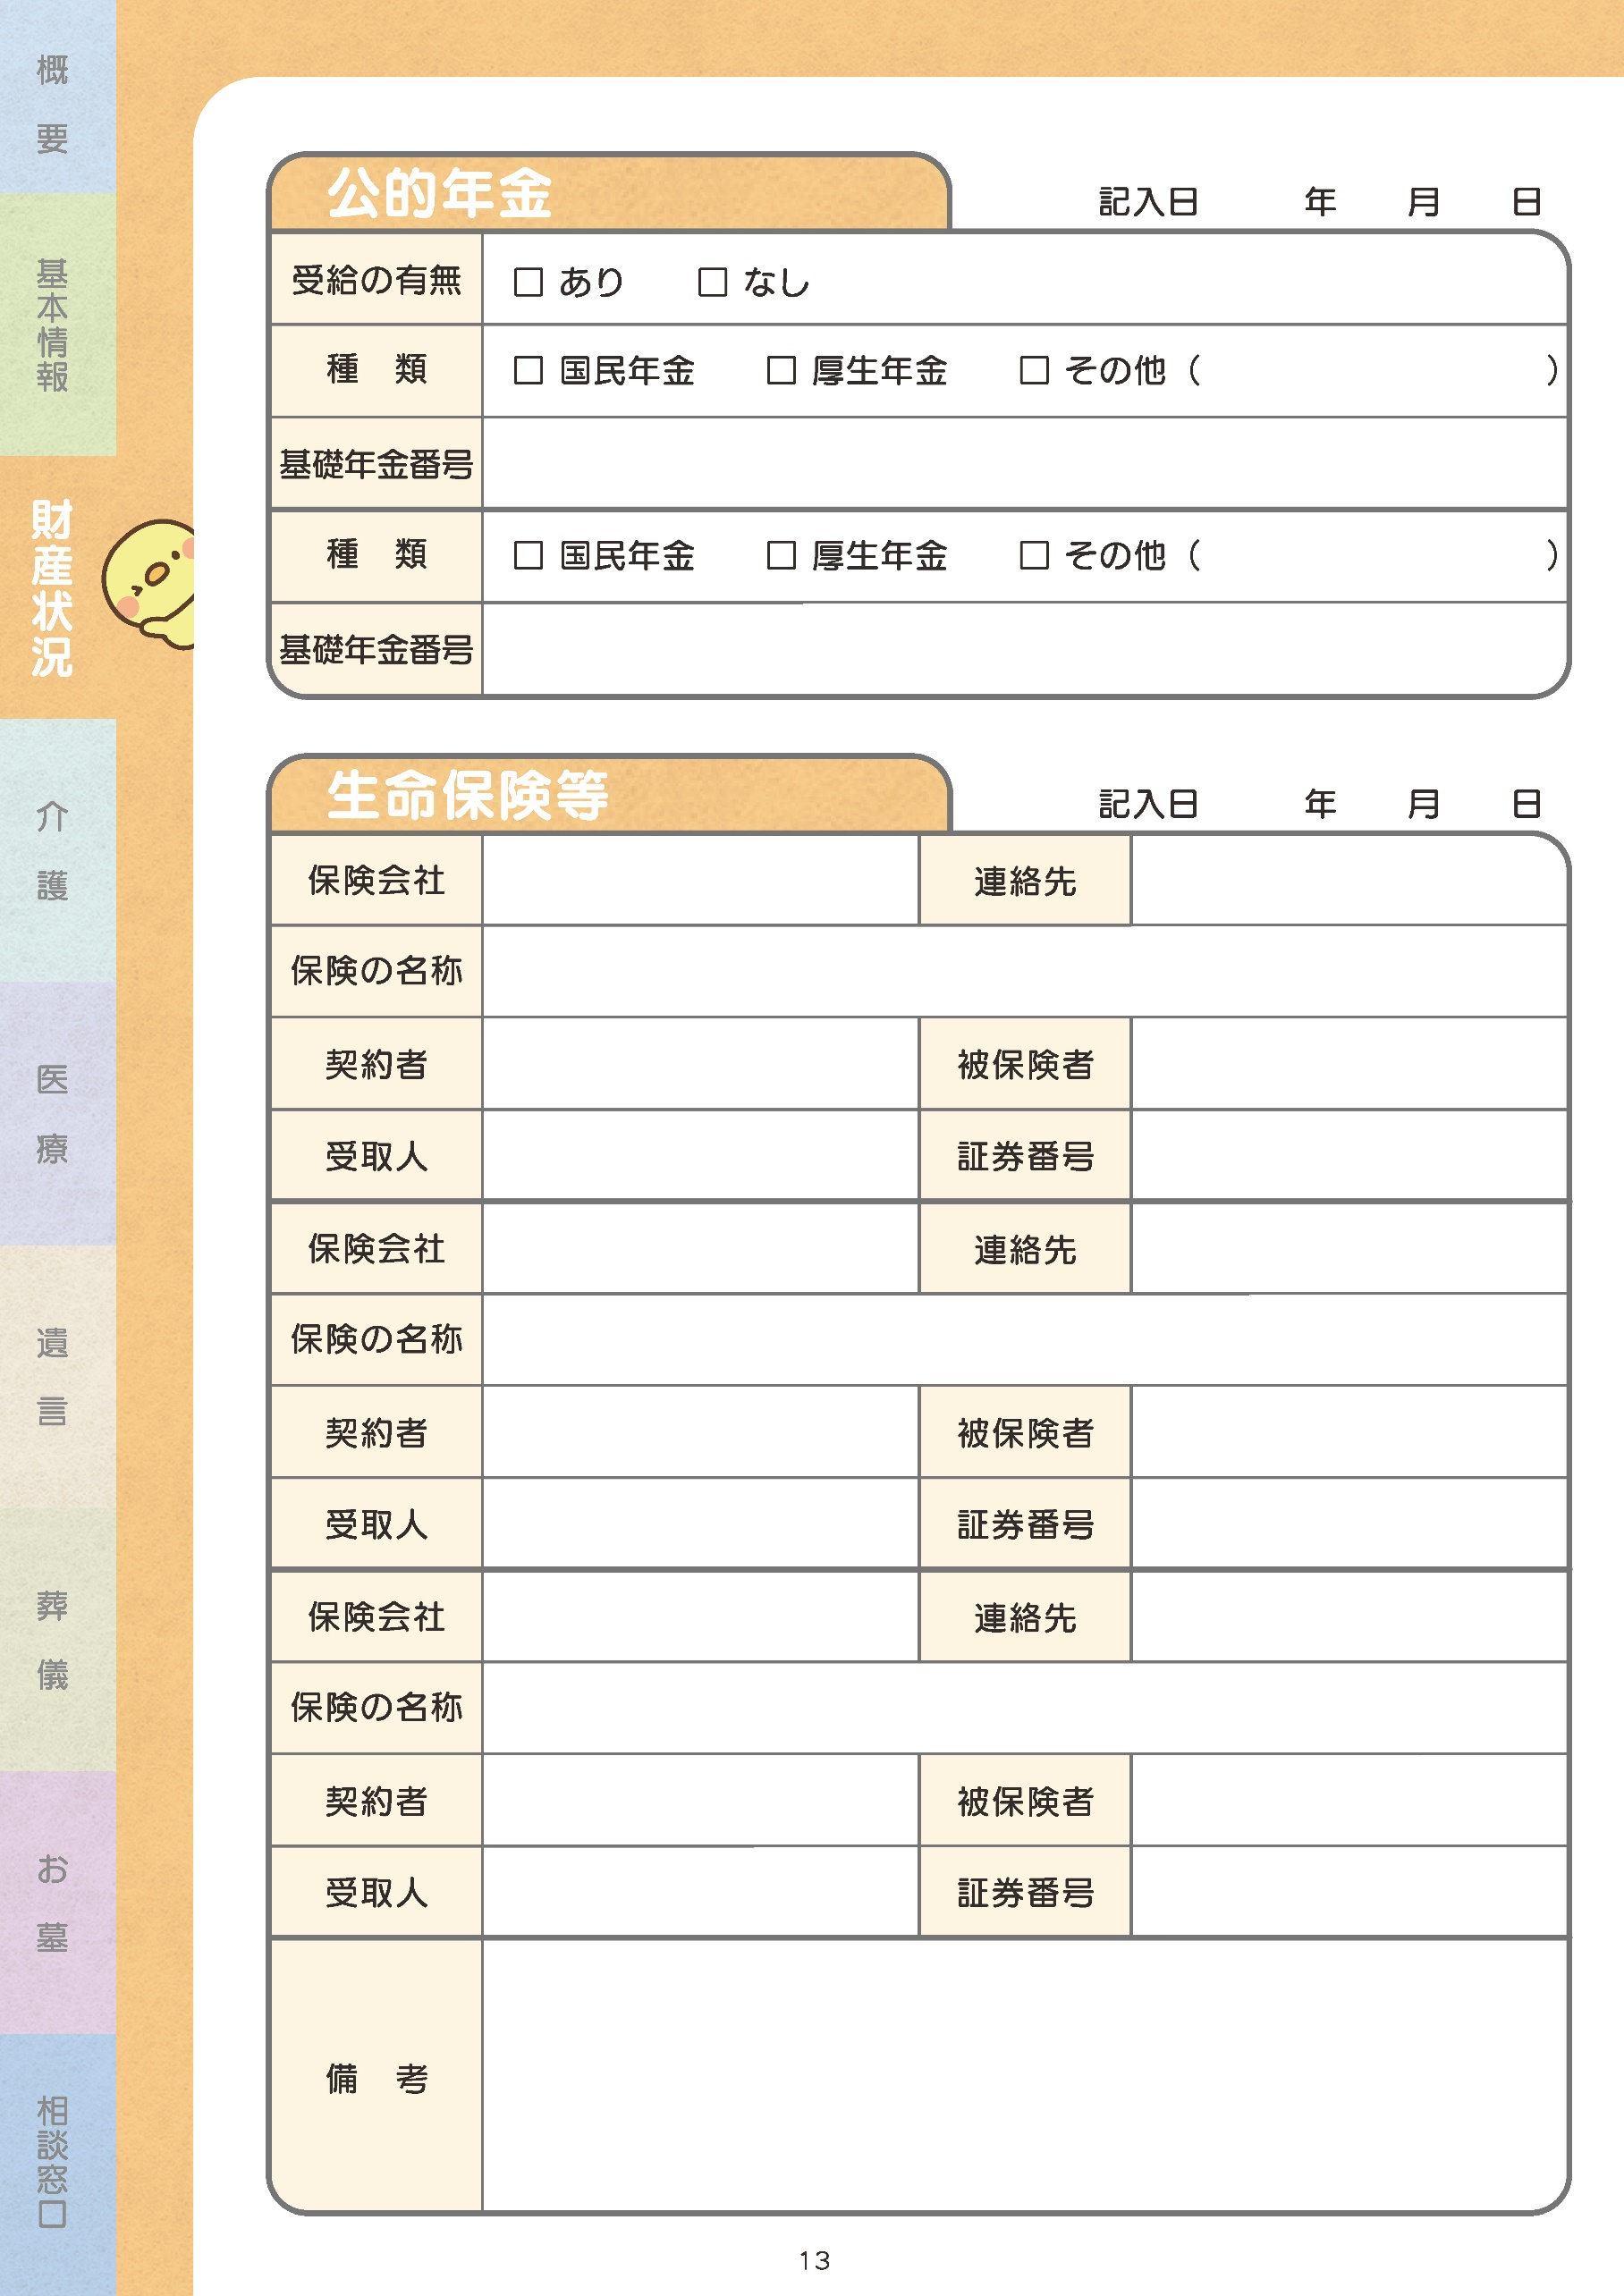 概要
基本情報
財産状況
介護
医療
遺言
葬儀
お墓
相談窓口
公的年金
記入日 年 月 日
受給の有無 □ あり □ なし
種 類 □ 国民年金 □ 厚生年金 □ その他（ ）
基礎年金番号
種 類 □ 国民年金 □ 厚生年金 □ その他（ ）
基礎年金番号
生命保険等
記入日 年 月 日
保険会社 連絡先
保険の名称
契約者 被保険者
受取人 証券番号
保険会社 連絡先
保険の名称
契約者 被保険者
受取人 証券番号
保険会社 連絡先
保険の名称
契約者 被保険者
受取人 証券番号
備 考
13